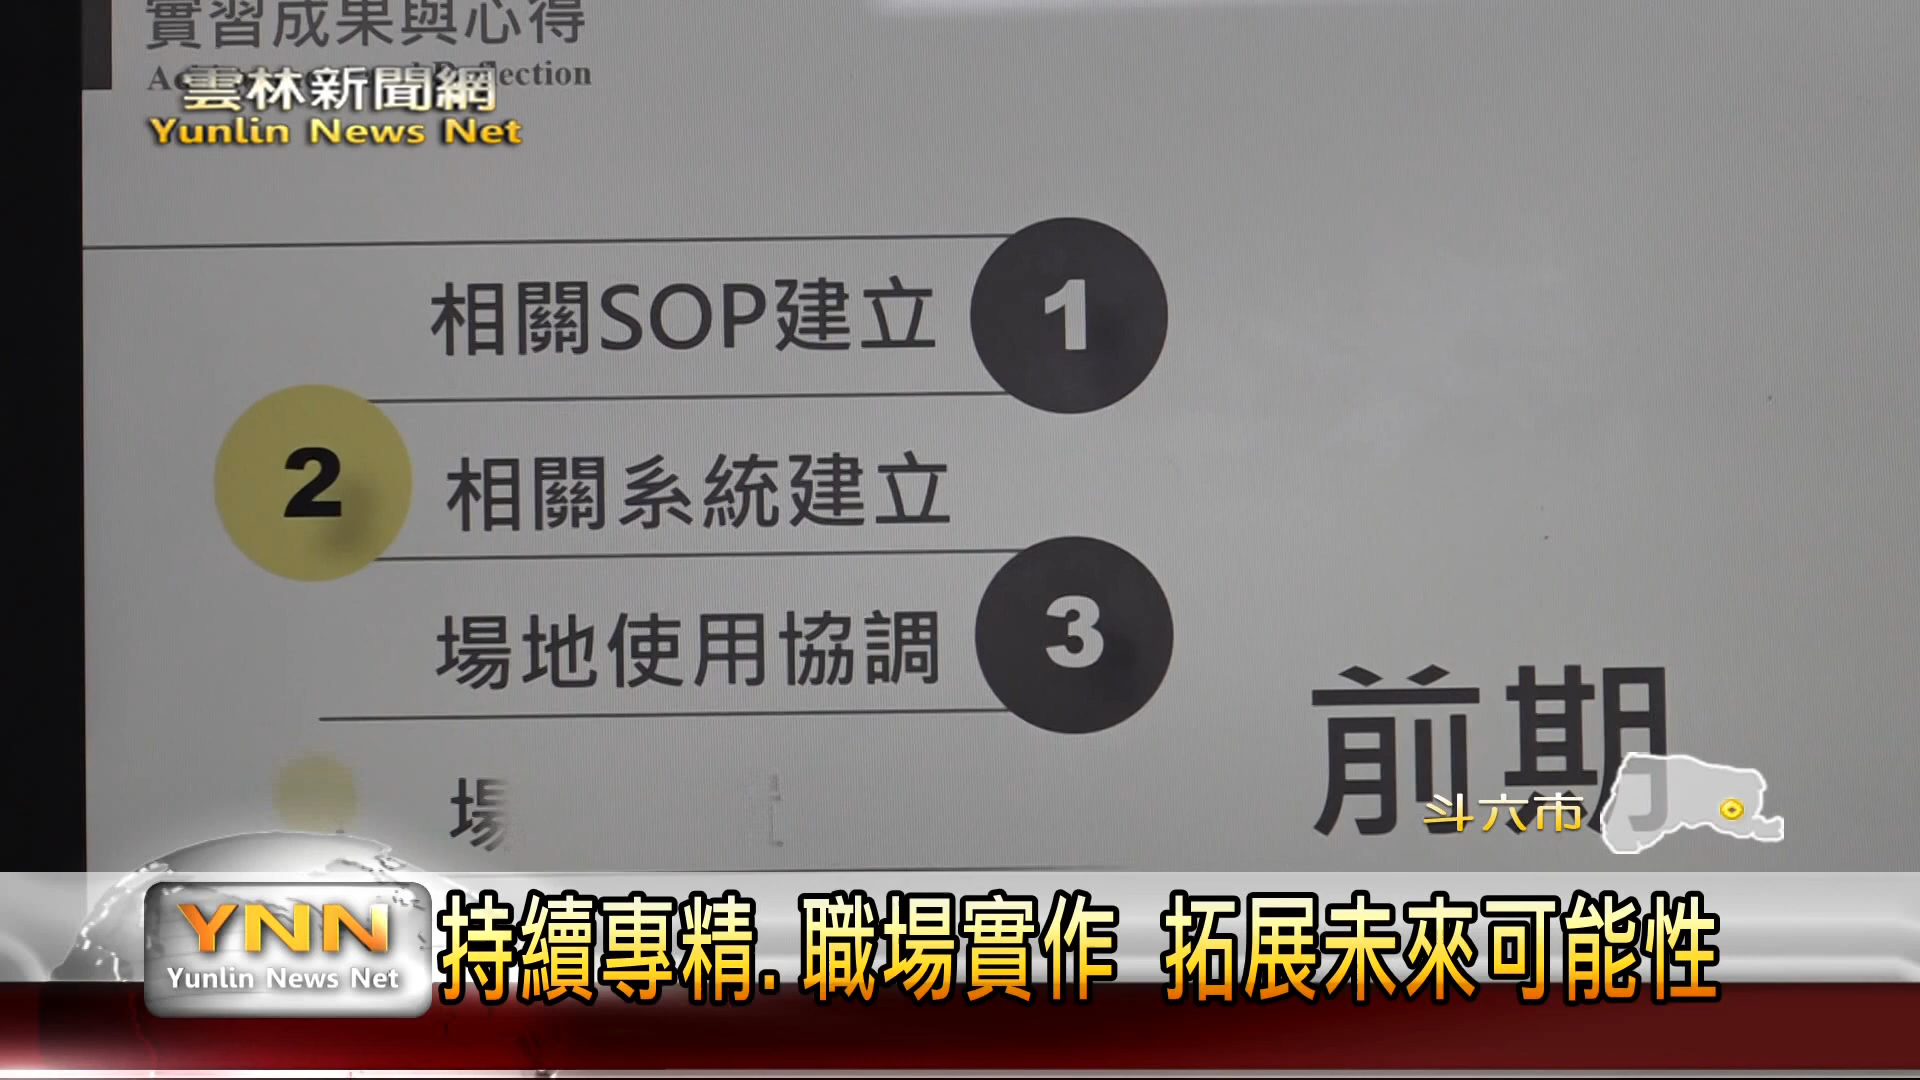 實習成果與心得
雲林新聞網
Yunlin News Net
相關SOP建立
1
2
相關系統建立
場地使用協調
3
前期
場
斗六市
YNN
Yunlin News Net
持續專精.職場實作 拓展未來可能性